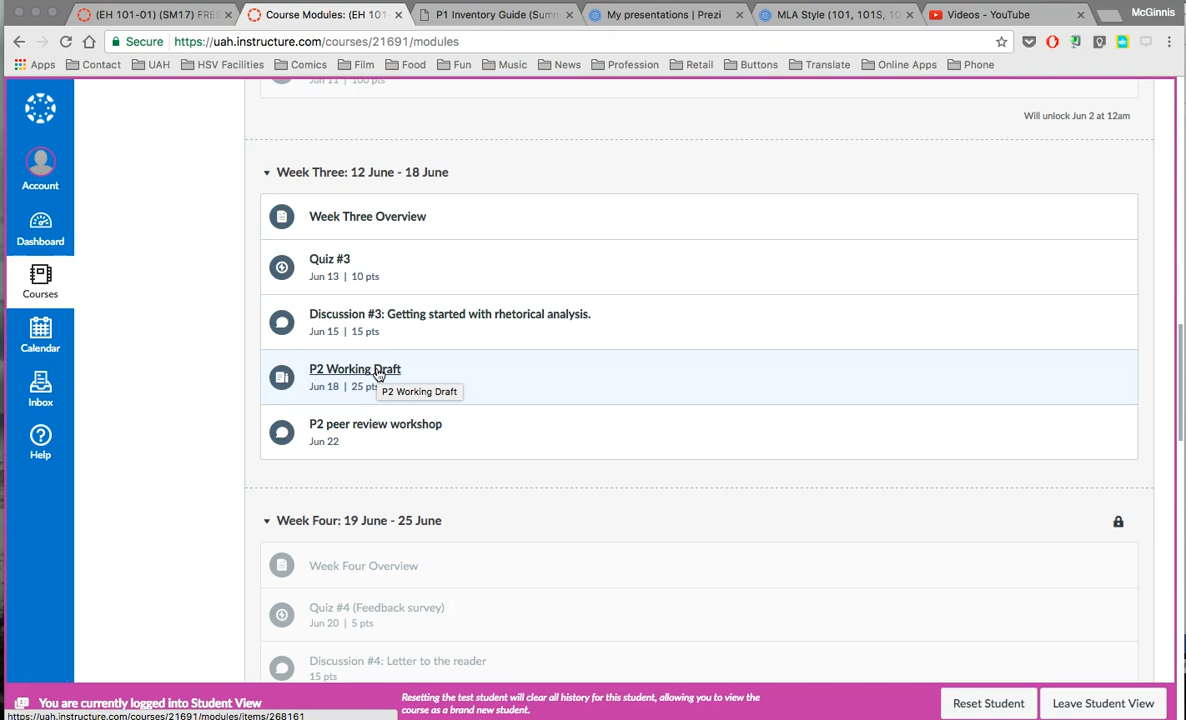 (EH 101-01) (SM17) FRES
Course Modules: (EH 101-
P1 Inventory Guide (Summ
My presentations | Prezi
MLA Style (101, 101S, 10
Videos - YouTube
McGinnis
Secure
https://uah.instructure.com/courses/21691/modules
Apps
Contact
UAH
HSV Facilities
Comics
Film
Food
Fun
Music
News
Profession
Retail
Buttons
Translate
Online Apps
Phone
Jun 11 | 100 pts
Will unlock Jun 2 at 12am
Account
Dashboard
Courses
Calendar
Inbox
Help
Week Three: 12 June - 18 June
Week Three Overview
Quiz #3
Jun 13 | 10 pts
Discussion #3: Getting started with rhetorical analysis.
Jun 15 | 15 pts
P2 Working Draft
Jun 18 | 25 pts
P2 Working Draft
P2 peer review workshop
Jun 22
Week Four: 19 June - 25 June
Week Four Overview
Quiz #4 (Feedback survey)
Jun 20 | 5 pts
Discussion #4: Letter to the reader
15 pts
You are currently logged into Student View
Resetting the test student will clear all history for this student, allowing you to view the
course as a brand new student.
Reset Student
Leave Student View
https://uah.instructure.com/courses/21691/modules/items/268161